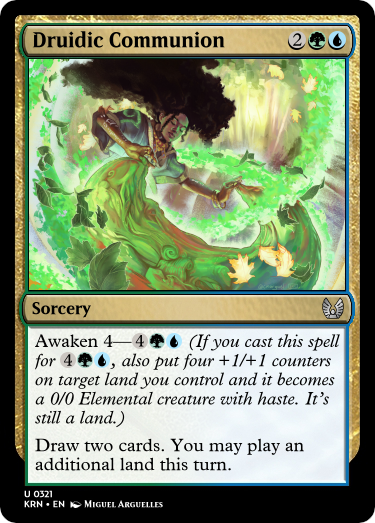 Druidic Communion 2
Sorcery
Awaken 4—4 (If you cast this spell
for 4, also put four +1/+1 counters
on target land you control and it becomes
a 0/0 Elemental creature with haste. It's
still a land.)
Draw two cards. You may play an
additional land this turn.
U 0321
KRN • EN Miguel Arguelles